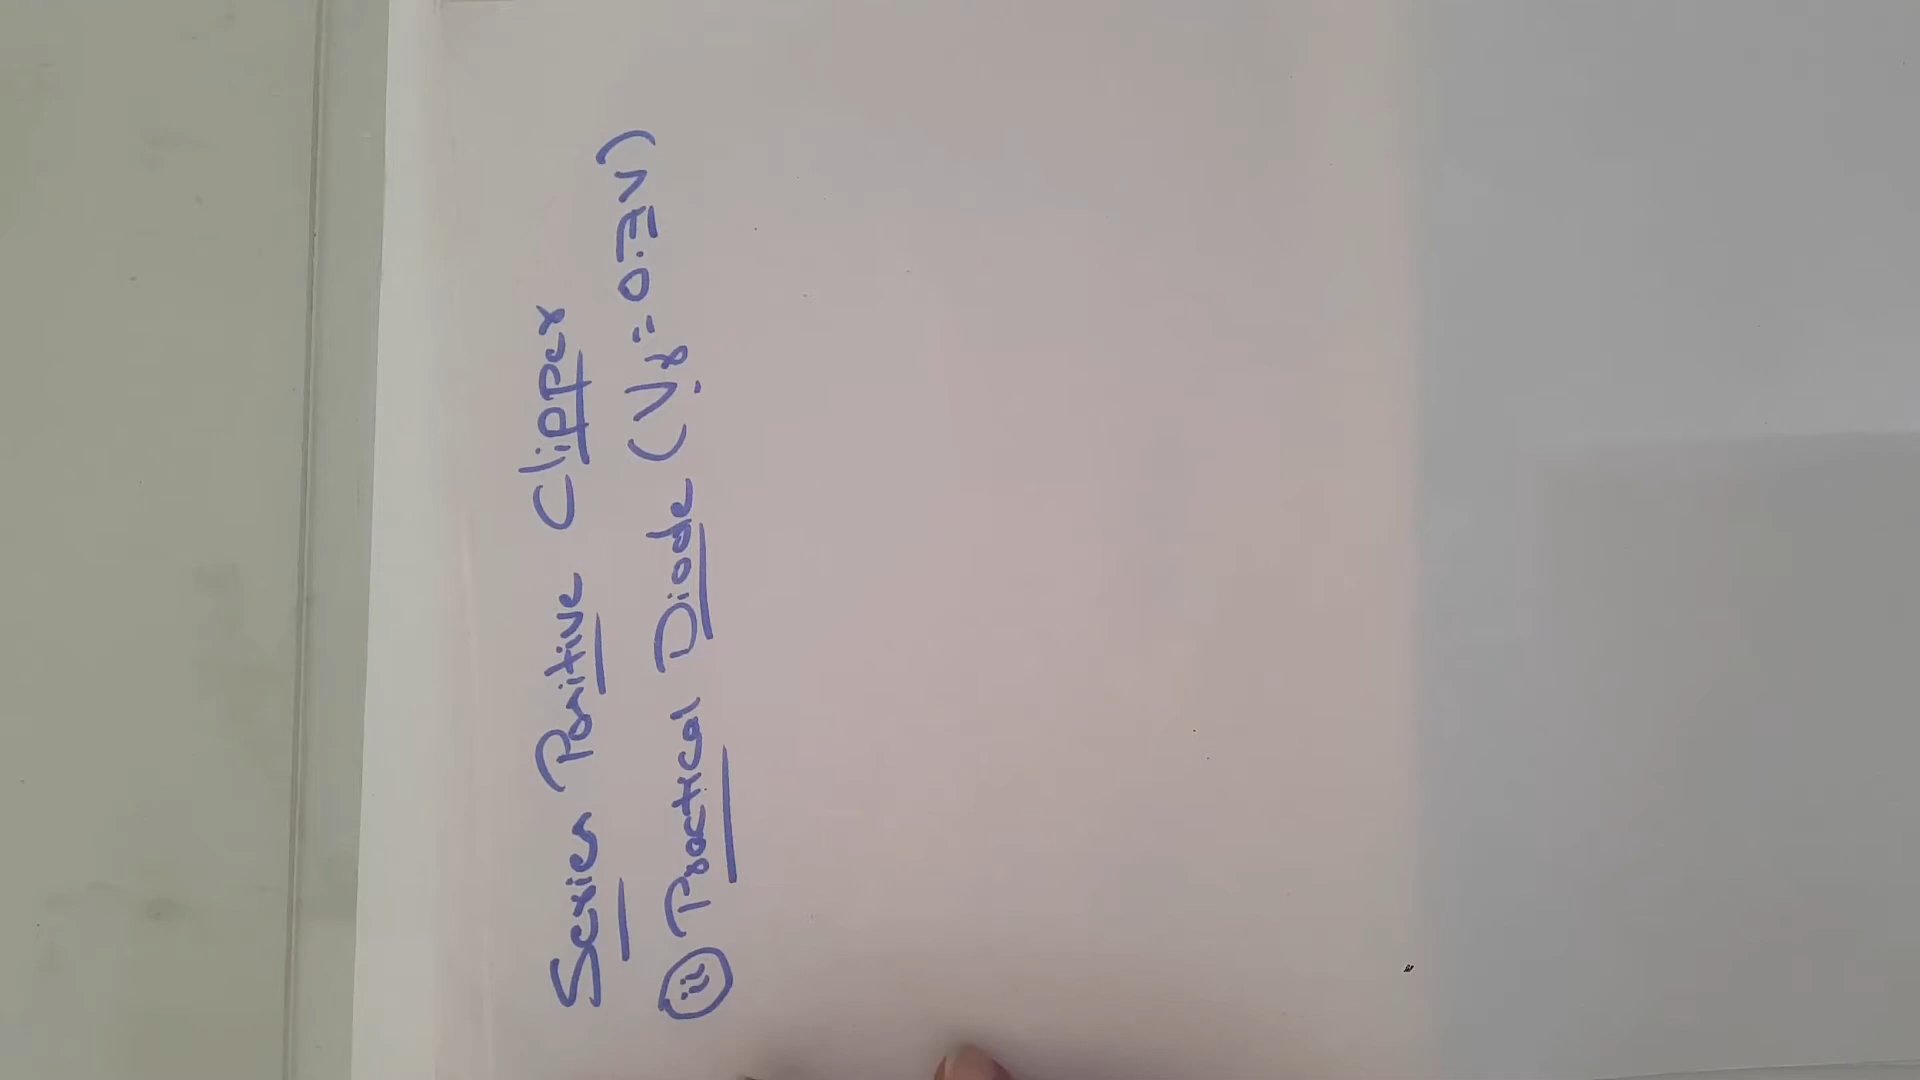 Series Positive Clipper
(ii) Practical Diode (Vγ = 0.7V)